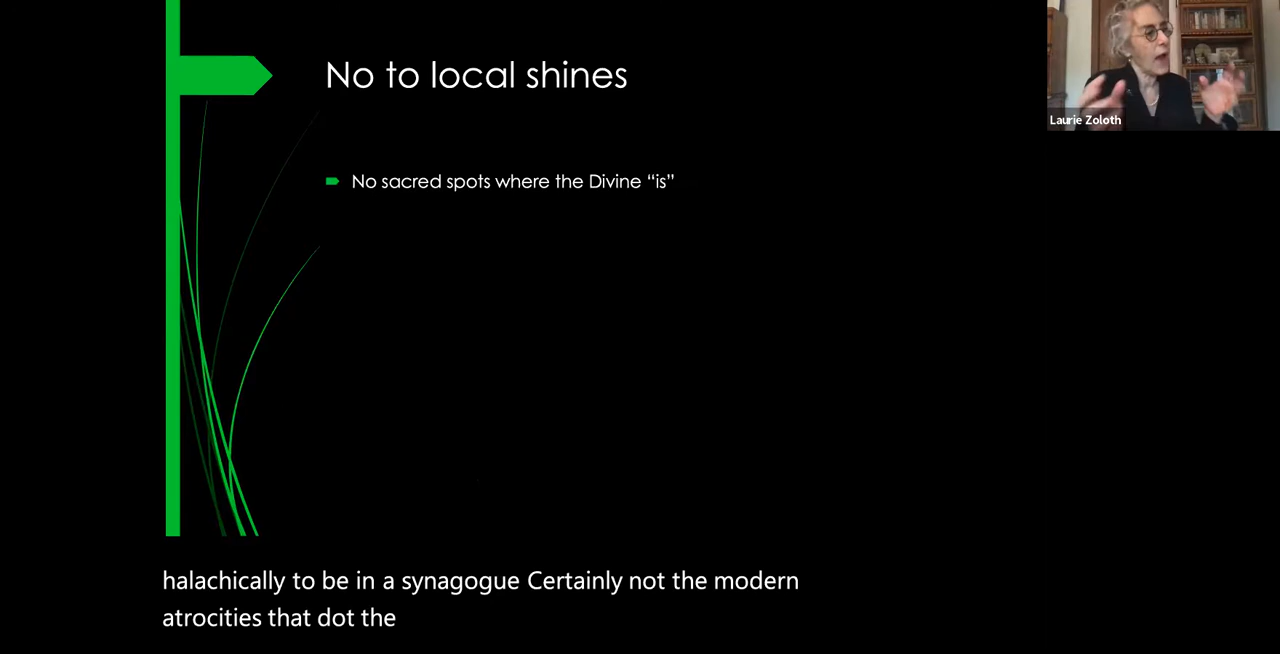 No to local shines
No sacred spots where the Divine “is”
Laurie Zoloth
halachically to be in a synagogue Certainly not the modern
atrocities that dot the